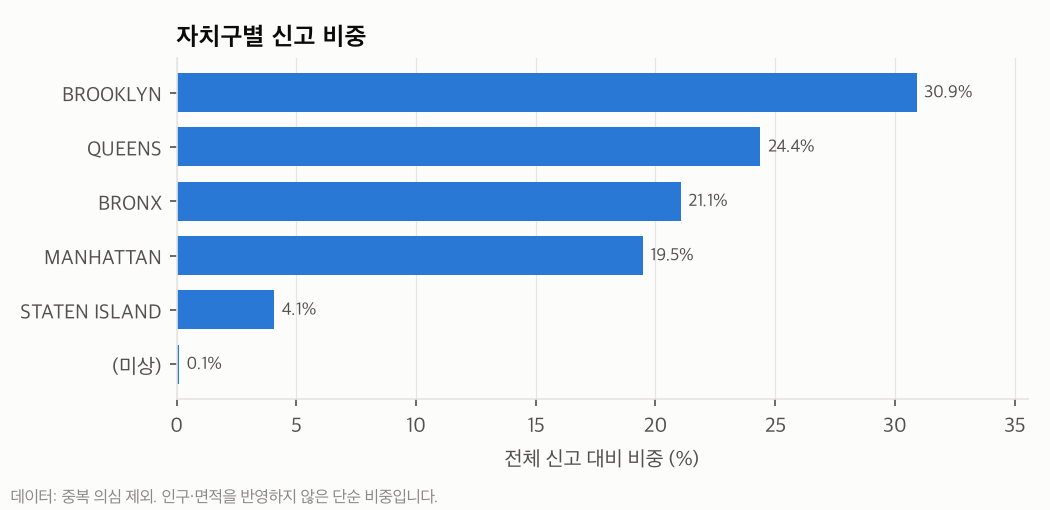 자치구별 신고 비중
BROOKLYN 30.9%
QUEENS 24.4%
BRONX 21.1%
MANHATTAN 19.5%
STATEN ISLAND 4.1%
(미상) 0.1%
0 5 10 15 20 25 30 35
전체 신고 대비 비중 (%)
데이터: 중복 의심 제외. 인구·면적을 반영하지 않은 단순 비중입니다.